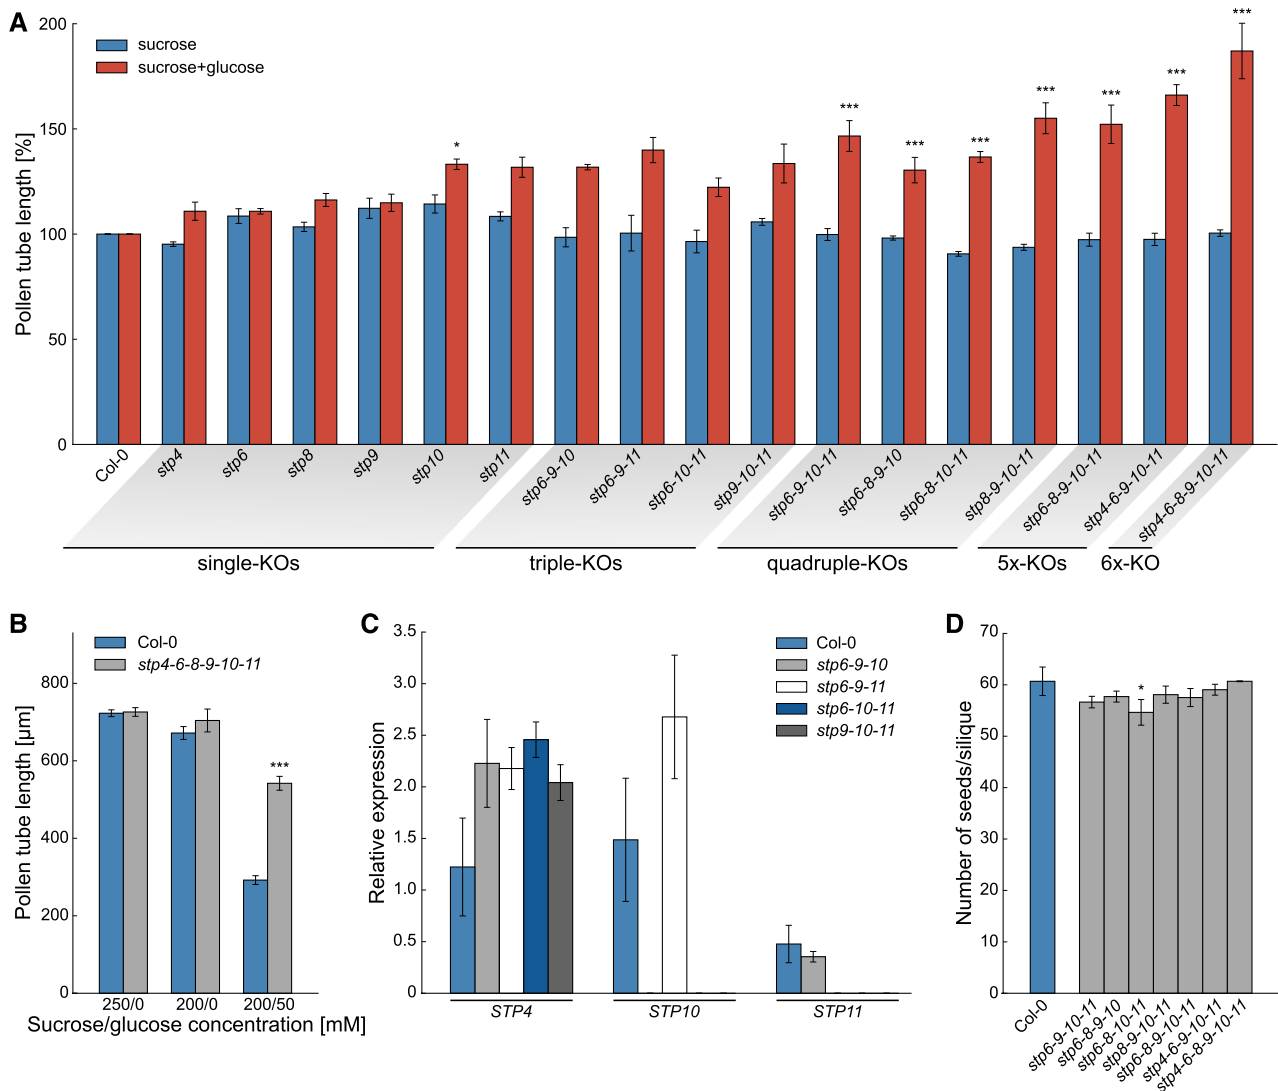 A
200
150
100
50
0
Pollen tube length [%]
sucrose
sucrose+glucose
*
***
***
***
***
***
***
***
Col-0
stp4
stp6
stp8
stp9
stp10
stp11
stp6-9-10
stp6-9-11
stp6-10-11
stp9-10-11
stp6-9-10-11
stp6-8-9-10
stp6-8-10-11
stp8-9-10-11
stp6-8-9-10-11
stp4-6-9-10-11
stp4-6-8-9-10-11
single-KOs
triple-KOs
quadruple-KOs
5x-KOs
6x-KO
B
Col-0
stp4-6-8-9-10-11
800
600
400
200
0
Pollen tube length [µm]
***
250/0
200/0
200/50
Sucrose/glucose concentration [mM]
C
3.5
3.0
2.5
2.0
1.5
1.0
0.5
0
Relative expression
Col-0
stp6-9-10
stp6-9-11
stp6-10-11
stp9-10-11
STP4
STP10
STP11
D
70
60
50
40
30
20
10
0
Number of seeds/silique
*
Col-0
stp6-9-10-11
stp6-8-9-10
stp6-8-10-11
stp8-9-10-11
stp6-8-9-10-11
stp4-6-9-10-11
stp4-6-8-9-10-11